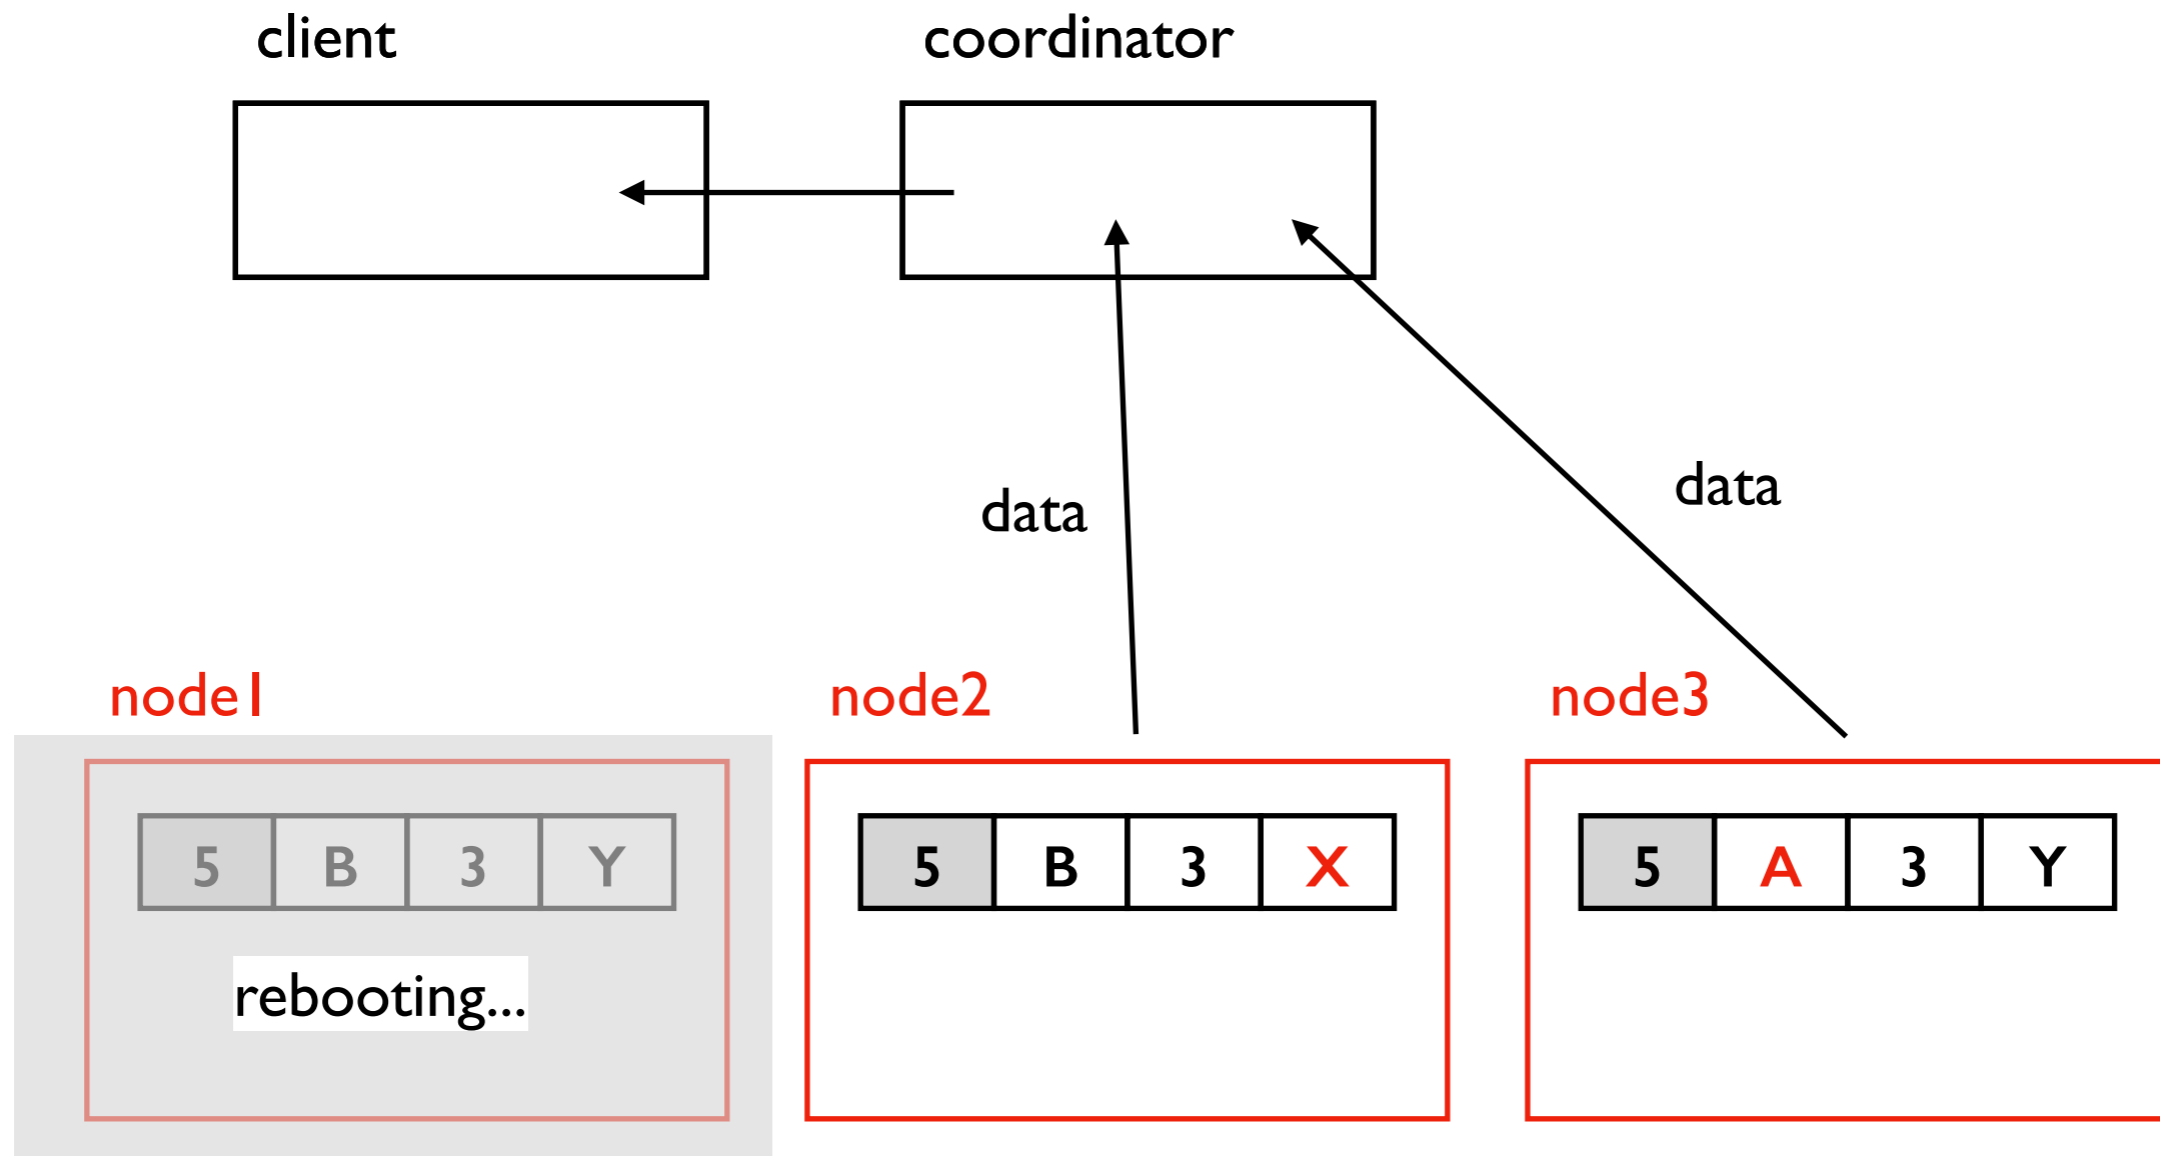 client
coordinator
data
data
node1
node2
node3
5 B 3 Y
5 B 3 X
5 A 3 Y
rebooting...